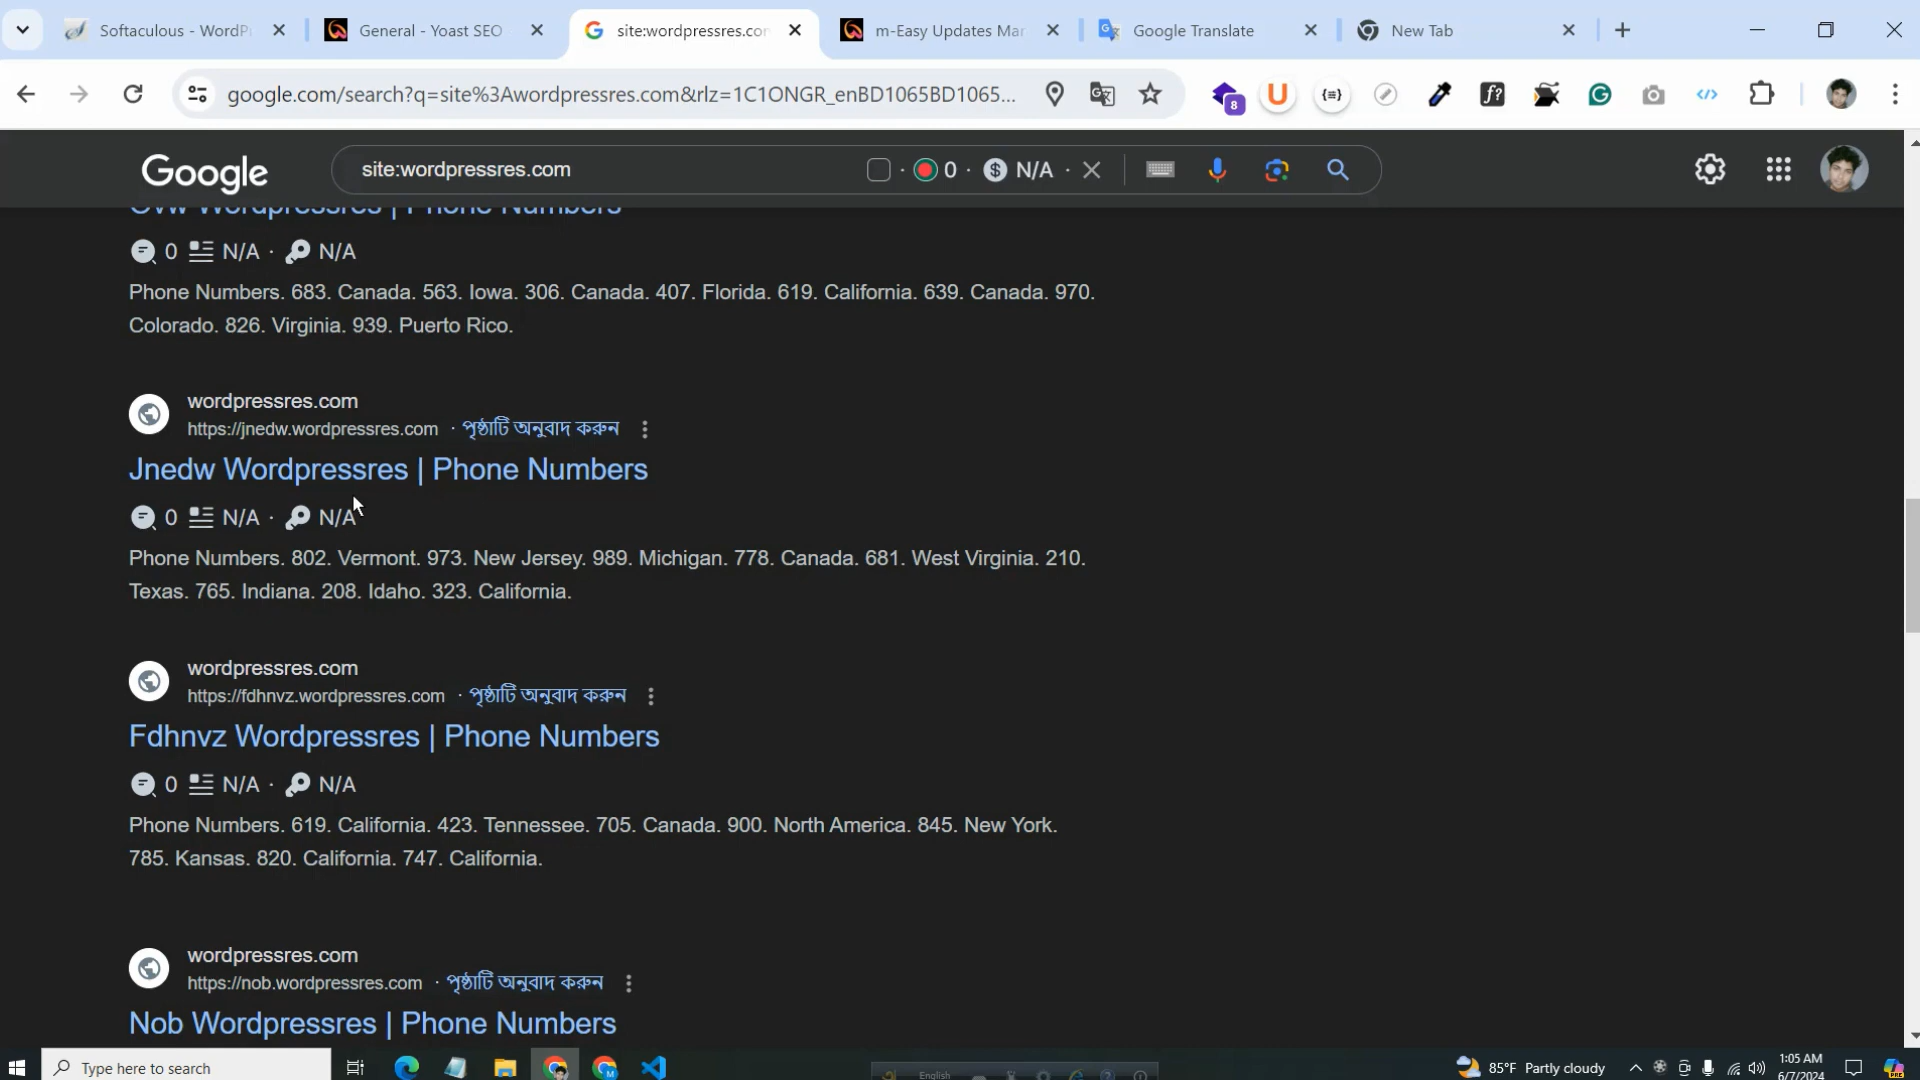 Softaculous - WordP
General - Yoast SEO
site:wordpressres.com
m-Easy Updates Mar
Google Translate
New Tab
google.com/search?q=site%3Awordpressres.com&rlz=1C1ONGR_enBD1065BD1065...
8
U
{≡}
f?
</>
Google
site:wordpressres.com
· 0 · $ N/A ·
Wordpressres | Phone Numbers
0 N/A · N/A
Phone Numbers. 683. Canada. 563. Iowa. 306. Canada. 407. Florida. 619. California. 639. Canada. 970.
Colorado. 826. Virginia. 939. Puerto Rico.
wordpressres.com
https://jnedw.wordpressres.com · পৃষ্ঠাটি অনুবাদ করুন
Jnedw Wordpressres | Phone Numbers
0 N/A · N/A
Phone Numbers. 802. Vermont. 973. New Jersey. 989. Michigan. 778. Canada. 681. West Virginia. 210.
Texas. 765. Indiana. 208. Idaho. 323. California.
wordpressres.com
https://fdhnvz.wordpressres.com · পৃষ্ঠাটি অনুবাদ করুন
Fdhnvz Wordpressres | Phone Numbers
0 N/A · N/A
Phone Numbers. 619. California. 423. Tennessee. 705. Canada. 900. North America. 845. New York.
785. Kansas. 820. California. 747. California.
wordpressres.com
https://nob.wordpressres.com · পৃষ্ঠাটি অনুবাদ করুন
Nob Wordpressres | Phone Numbers
Type here to search
English
85°F Partly cloudy
1:05 AM
6/7/2024